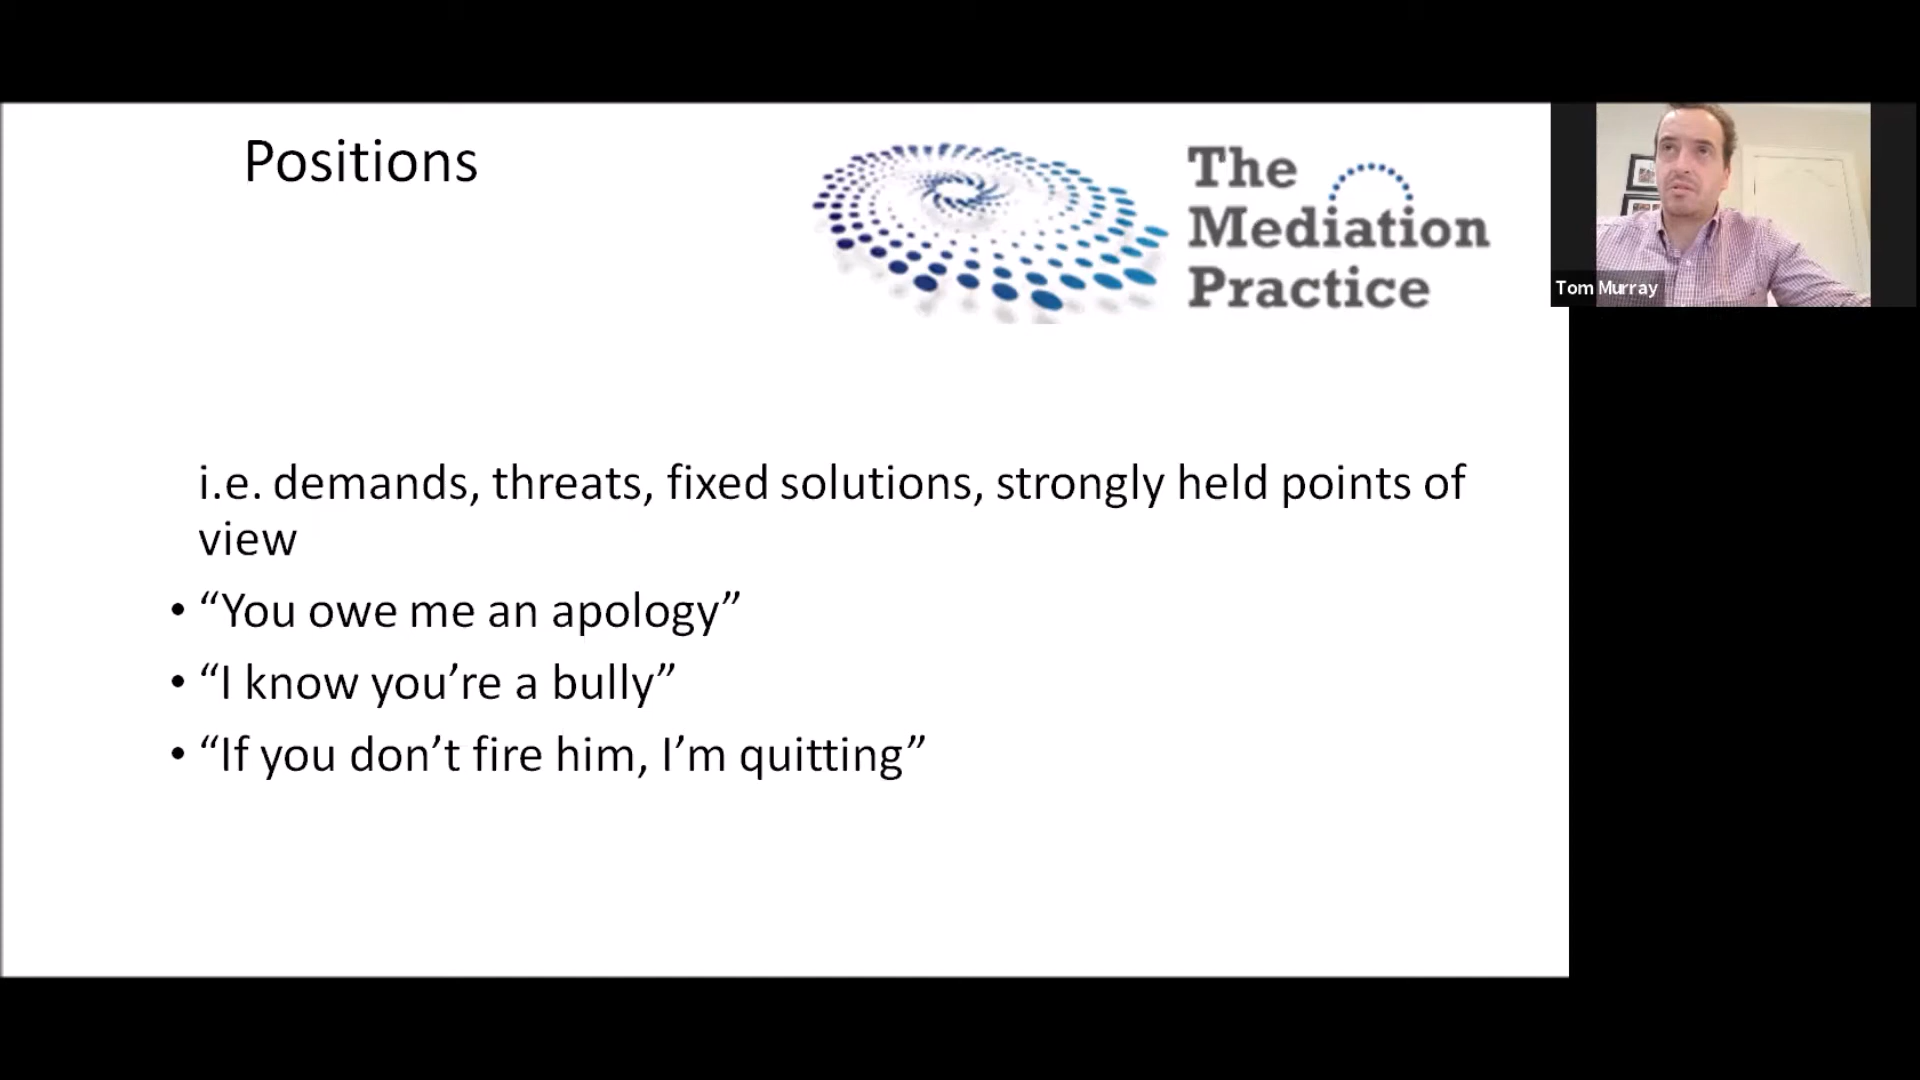 Positions
The
Mediation
Practice
Tom Murray
i.e. demands, threats, fixed solutions, strongly held points of
view
• “You owe me an apology”
• “I know you’re a bully”
• “If you don’t fire him, I’m quitting”